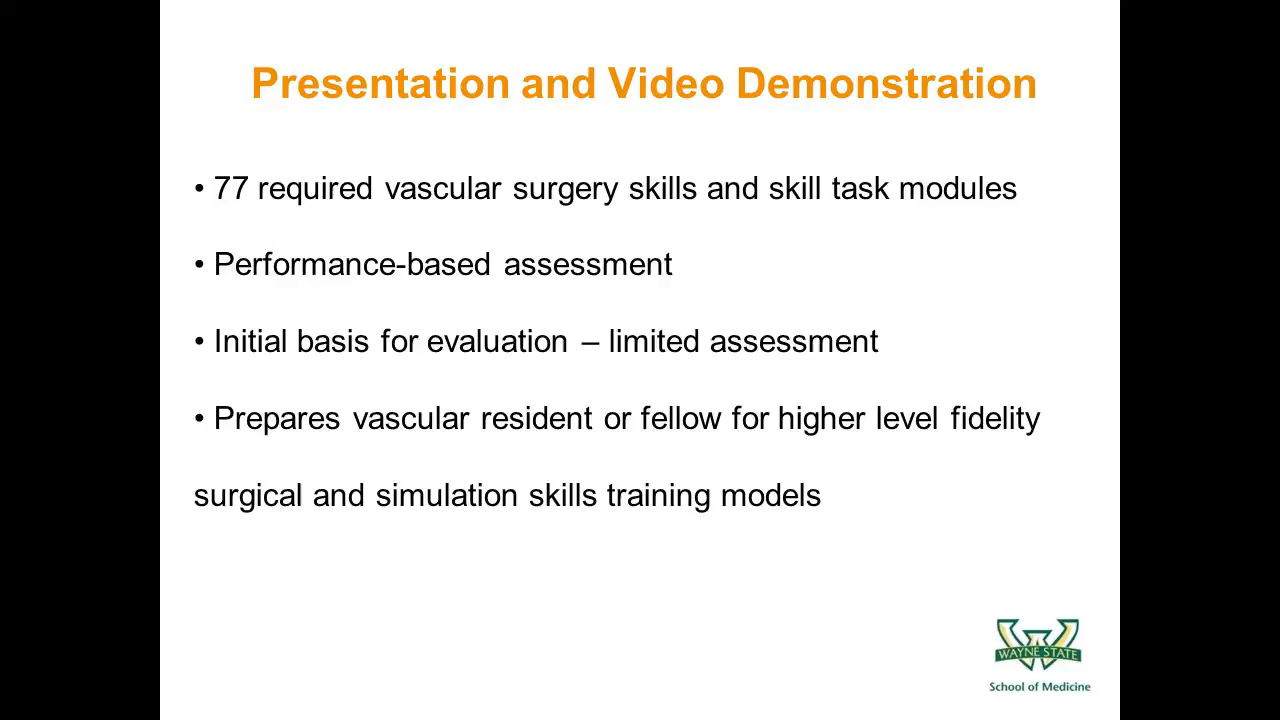 Presentation and Video Demonstration
• 77 required vascular surgery skills and skill task modules
• Performance-based assessment
• Initial basis for evaluation – limited assessment
• Prepares vascular resident or fellow for higher level fidelity
surgical and simulation skills training models
WAYNE STATE
School of Medicine